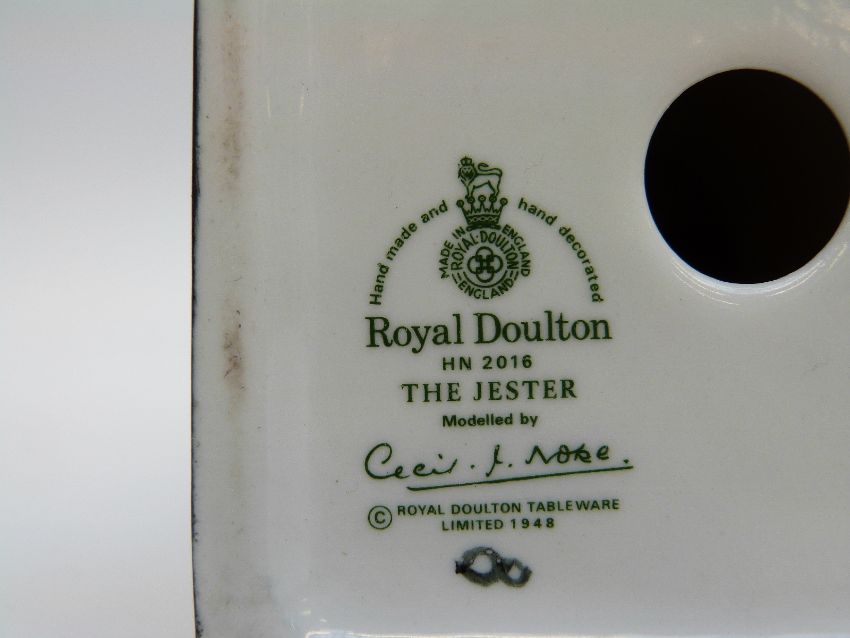 Hand made and hand decorated
MADE IN ENGLAND
ROYAL·DOULTON
ENGLAND
Royal Doulton
HN 2016
THE JESTER
Modelled by
Cecil. J. Noke.
© ROYAL DOULTON TABLEWARE
LIMITED 1948